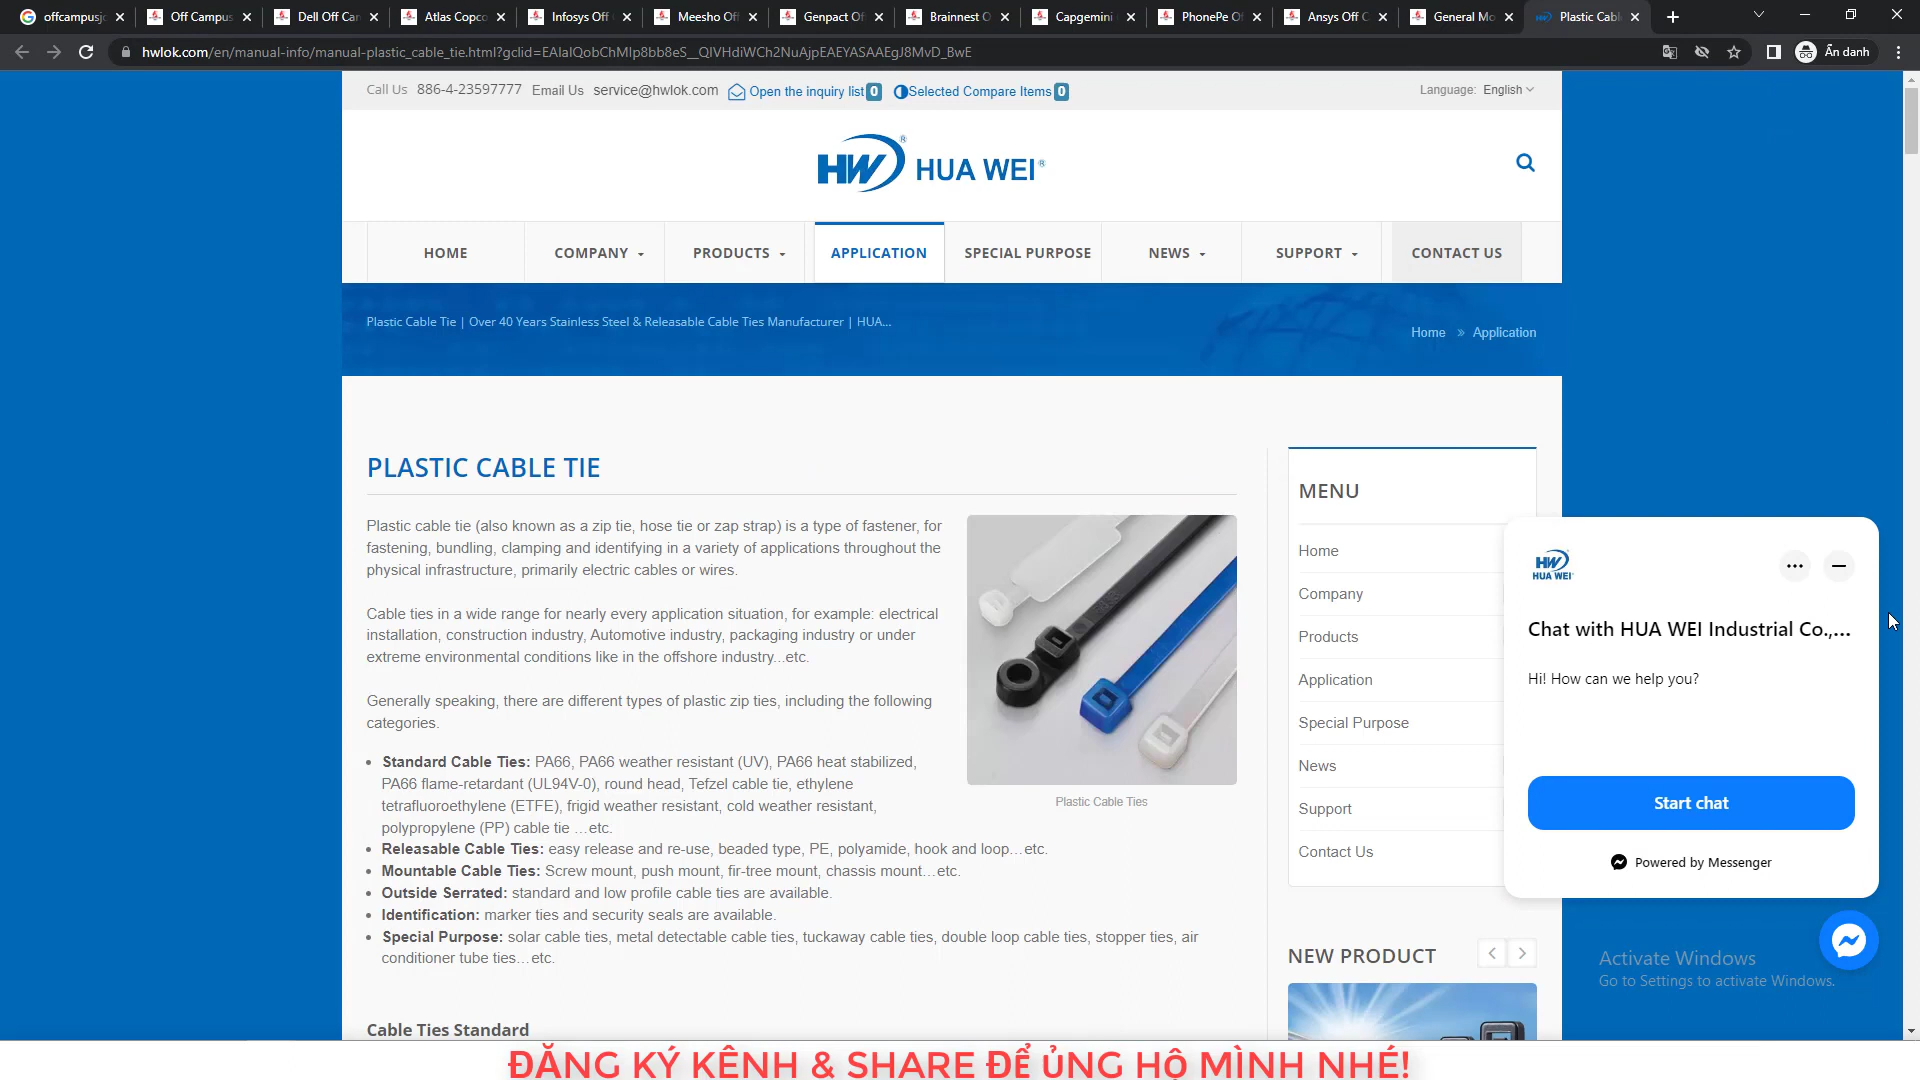 offcampusj
Off Campus
Dell Off Car
Atlas Copco
Infosys Off
Meesho Off
Genpact Of
Brainnest O
Capgemini
PhonePe Of
Ansys Off C
General Mo
Plastic Cabl
hwlok.com/en/manual-info/manual-plastic_cable_tie.html?gclid=EAIaIQobChMIp8bb8eS__QIVHdiWCh2NuAjpEAEYASAAEgJ8MvD_BwE
Ẩn danh
Call Us 886-4-23597777 Email Us service@hwlok.com Open the inquiry list 0 Selected Compare Items 0
Language: English
HW® HUA WEI®
HOME COMPANY PRODUCTS APPLICATION SPECIAL PURPOSE NEWS SUPPORT CONTACT US
Plastic Cable Tie | Over 40 Years Stainless Steel & Releasable Cable Ties Manufacturer | HUA...
Home » Application
PLASTIC CABLE TIE
Plastic cable tie (also known as a zip tie, hose tie or zap strap) is a type of fastener, for
fastening, bundling, clamping and identifying in a variety of applications throughout the
physical infrastructure, primarily electric cables or wires.
Cable ties in a wide range for nearly every application situation, for example: electrical
installation, construction industry, Automotive industry, packaging industry or under
extreme environmental conditions like in the offshore industry...etc.
Generally speaking, there are different types of plastic zip ties, including the following
categories.
• Standard Cable Ties: PA66, PA66 weather resistant (UV), PA66 heat stabilized,
PA66 flame-retardant (UL94V-0), round head, Tefzel cable tie, ethylene
tetrafluoroethylene (ETFE), frigid weather resistant, cold weather resistant,
polypropylene (PP) cable tie …etc.
• Releasable Cable Ties: easy release and re-use, beaded type, PE, polyamide, hook and loop…etc.
• Mountable Cable Ties: Screw mount, push mount, fir-tree mount, chassis mount…etc.
• Outside Serrated: standard and low profile cable ties are available.
• Identification: marker ties and security seals are available.
• Special Purpose: solar cable ties, metal detectable cable ties, tuckaway cable ties, double loop cable ties, stopper ties, air
conditioner tube ties…etc.
Plastic Cable Ties
Cable Ties Standard
MENU
Home
Company
Products
Application
Special Purpose
News
Support
Contact Us
NEW PRODUCT
HW
HUA WEI
Chat with HUA WEI Industrial Co.,...
Hi! How can we help you?
Start chat
Powered by Messenger
Activate Windows
Go to Settings to activate Windows.
ĐĂNG KÝ KÊNH & SHARE ĐỂ ỦNG HỘ MÌNH NHÉ!